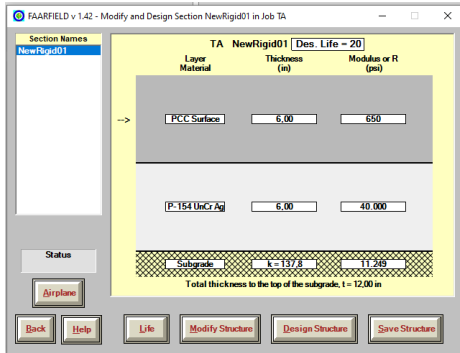 FAARFIELD v 1.42 - Modify and Design Section NewRigid01 in Job TA
Section Names
NewRigid01
TA NewRigid01 Des. Life = 20
Layer Material Thickness (in) Modulus or R (psi)
--> PCC Surface 6,00 650
P-154 UnCr Ag 6,00 40.000
Subgrade k = 137,8 11.249
Total thickness to the top of the subgrade, t = 12,00 in
Status
Airplane
Back Help Life Modify Structure Design Structure Save Structure